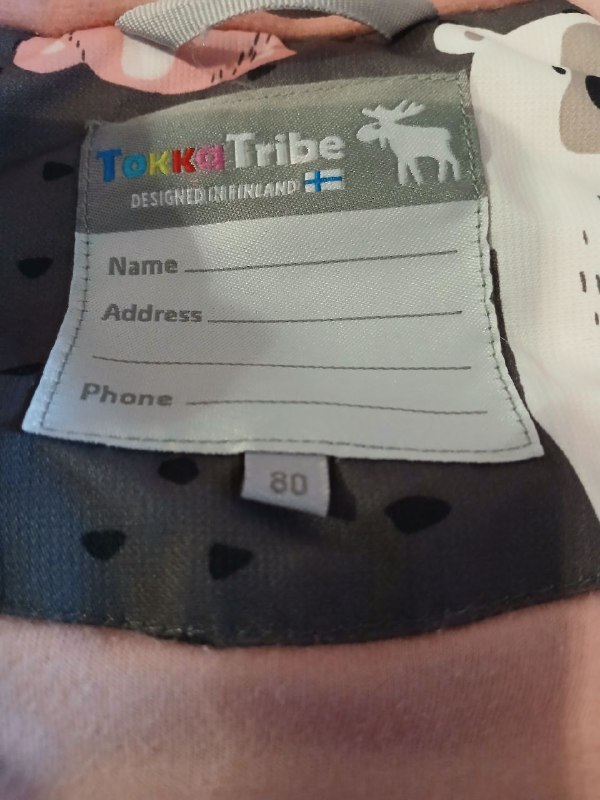 TokkaTribe
DESIGNED IN FINLAND
Name
Address
Phone
80